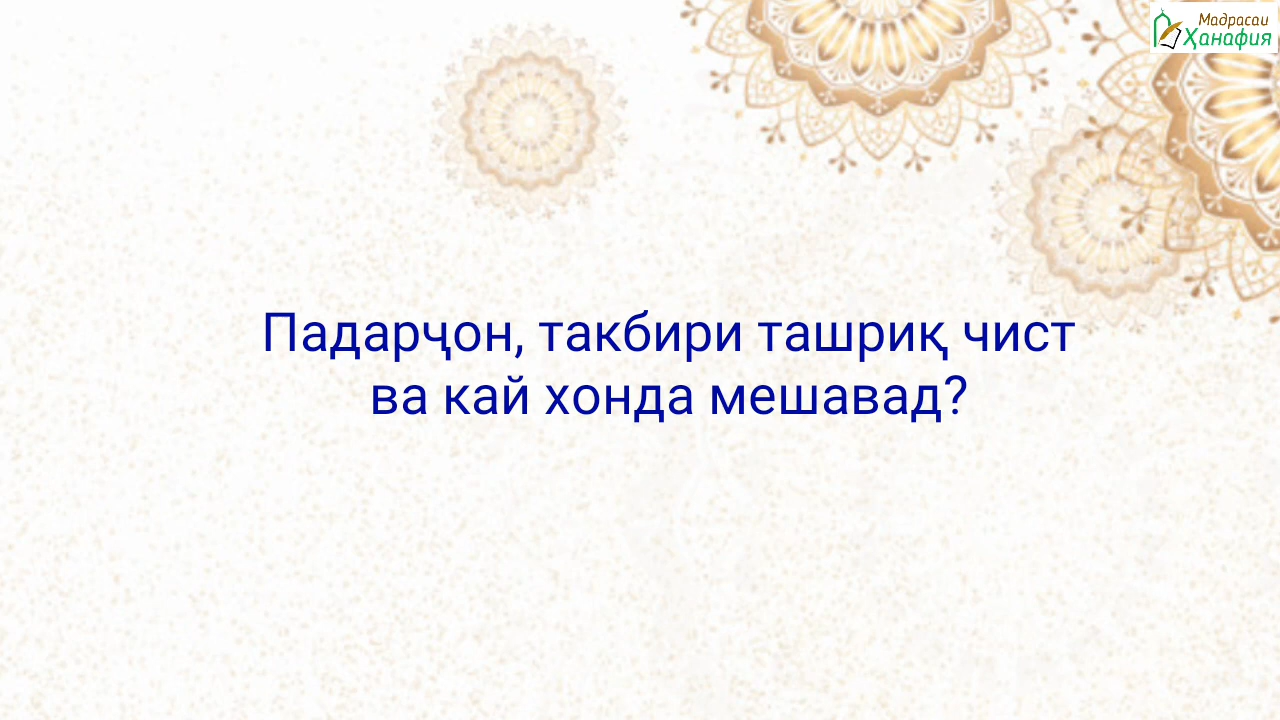 Мадрасаи
Ҳанафия
Падарҷон, такбири ташриқ чист
ва кай хонда мешавад?